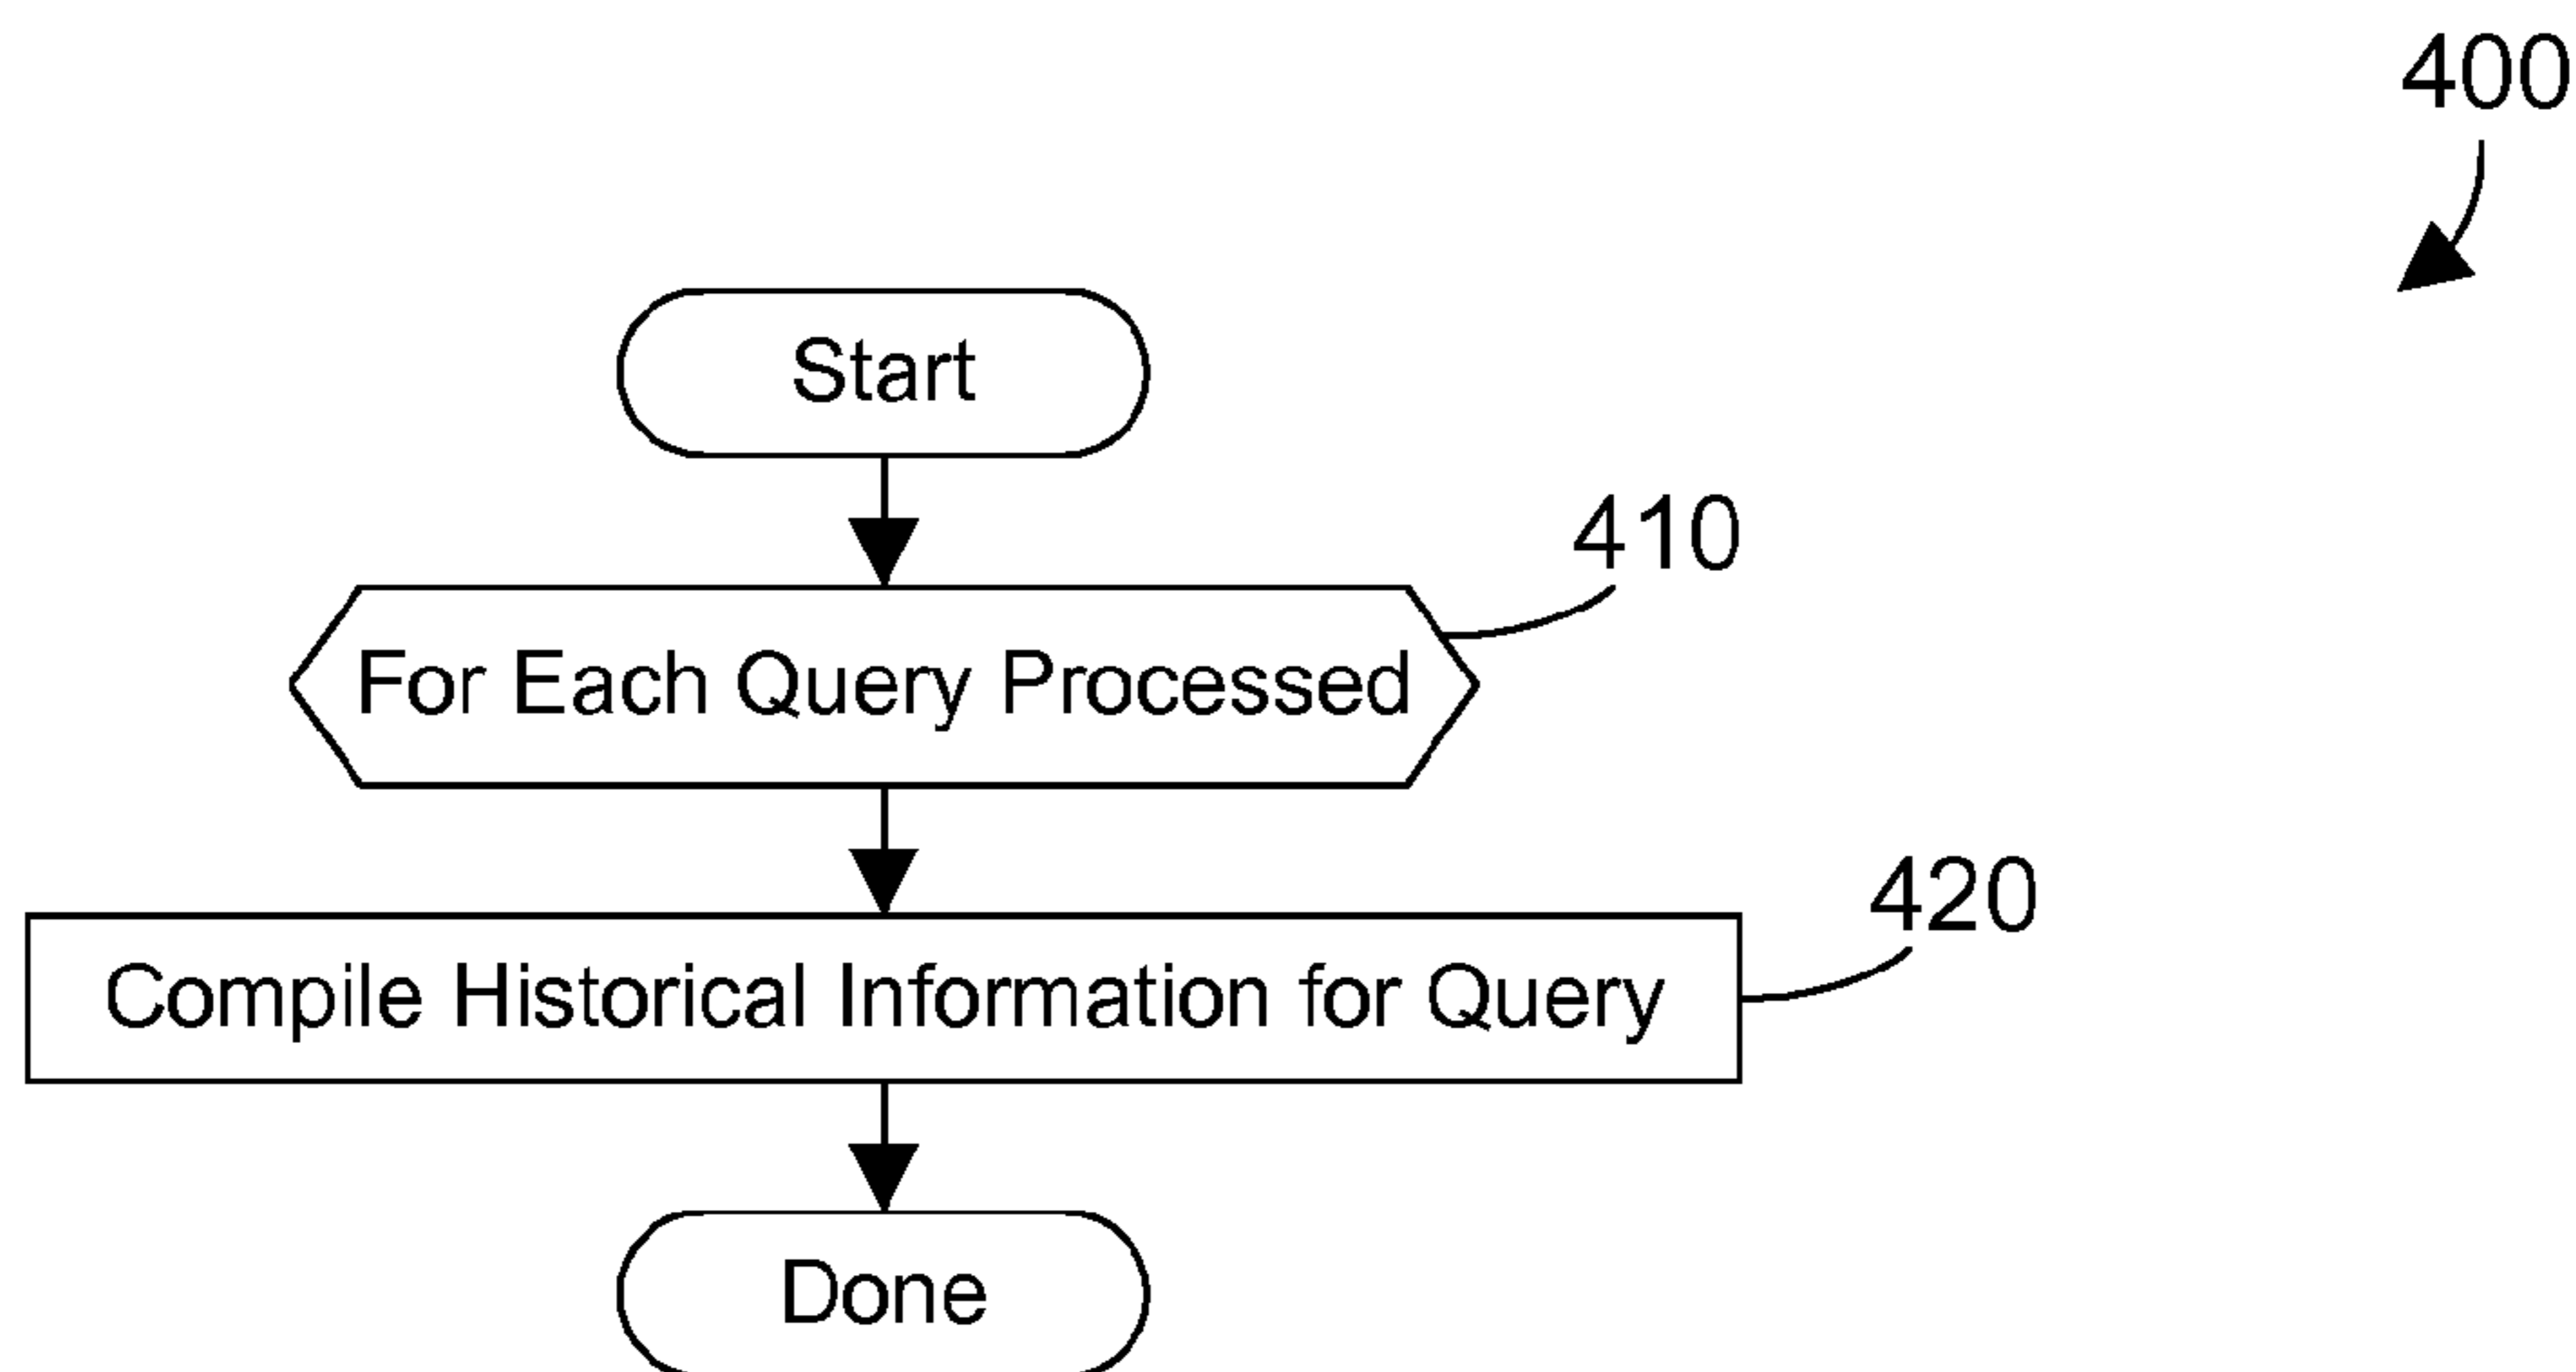 400
Start
410
For Each Query Processed
420
Compile Historical Information for Query
Done